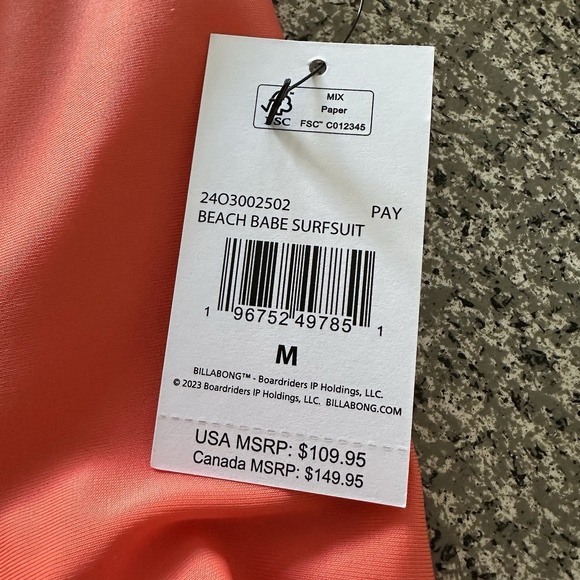 MIX
Paper
FSC
FSC™ C012345
24O3002502 PAY
BEACH BABE SURFSUIT
1 96752 49785 1
M
BILLABONG™ - Boardriders IP Holdings, LLC.
© 2023 Boardriders IP Holdings, LLC. BILLABONG.COM
USA MSRP: $109.95
Canada MSRP: $149.95